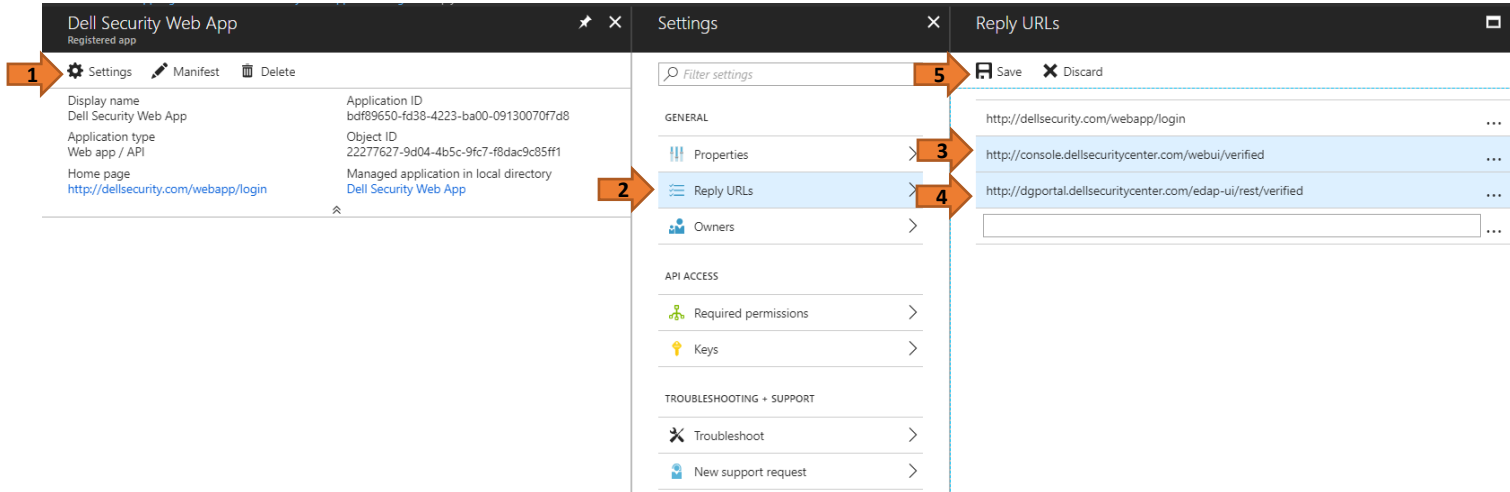 Dell Security Web App
Registered app
1
Settings
Manifest
Delete
Display name
Dell Security Web App
Application ID
bdf89650-fd38-4223-ba00-09130070f7d8
Application type
Web app / API
Object ID
22277627-9d04-4b5c-9fc7-f8dac9c85ff1
Home page
http://dellsecurity.com/webapp/login
Managed application in local directory
Dell Security Web App
Settings
Filter settings
GENERAL
Properties
2
Reply URLs
Owners
API ACCESS
Required permissions
Keys
TROUBLESHOOTING + SUPPORT
Troubleshoot
New support request
Reply URLs
5
Save
Discard
http://dellsecurity.com/webapp/login
...
3
http://console.dellsecuritycenter.com/webui/verified
...
4
http://dgportal.dellsecuritycenter.com/edap-ui/rest/verified
...
...